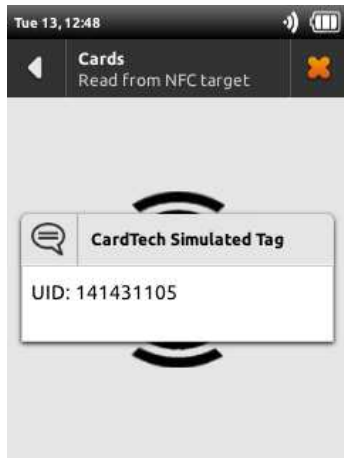 Tue 13, 12:48
Cards
Read from NFC target
CardTech Simulated Tag
UID: 141431105